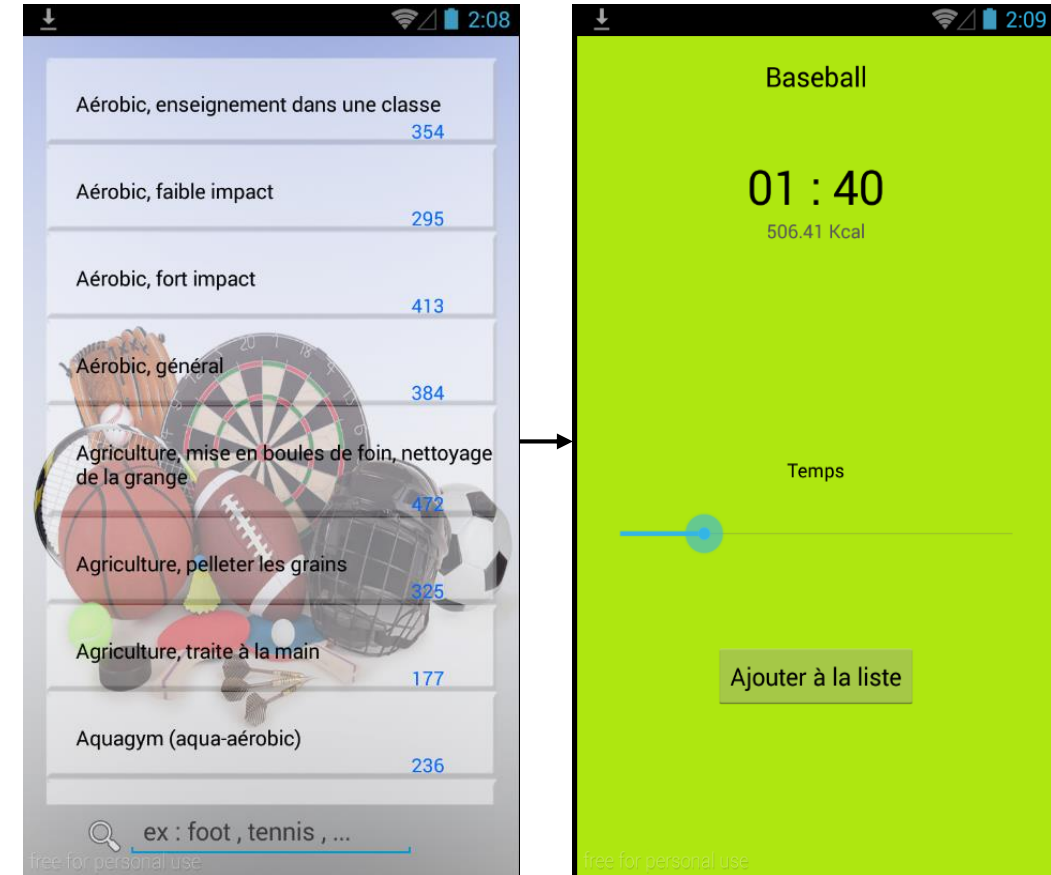 2:08
Aérobic, enseignement dans une classe
354
Aérobic, faible impact
295
Aérobic, fort impact
413
Aérobic, général
384
Agriculture, mise en boules de foin, nettoyage
de la grange
472
Agriculture, pelleter les grains
325
Agriculture, traite à la main
177
Aquagym (aqua-aérobic)
236
ex : foot , tennis , ...
free for personal use
2:09
Baseball
01 : 40
506.41 Kcal
Temps
Ajouter à la liste
free for personal use